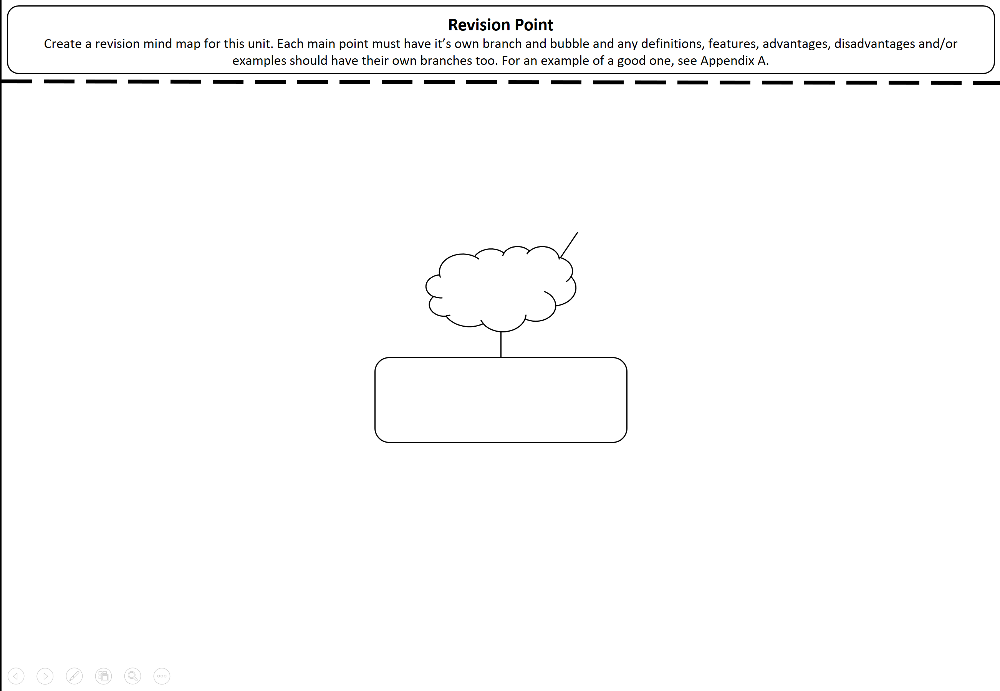 Revision Point
Create a revision mind map for this unit. Each main point must have it’s own branch and bubble and any definitions, features, advantages, disadvantages and/or
examples should have their own branches too. For an example of a good one, see Appendix A.